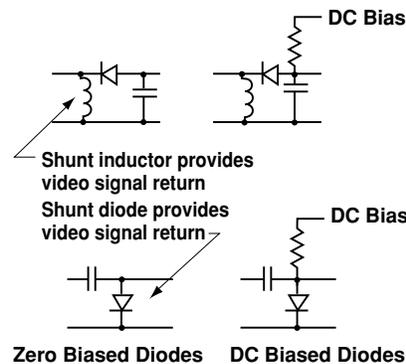 DC Bias
Shunt inductor provides
video signal return
Shunt diode provides
video signal return
DC Bias
Zero Biased Diodes
DC Biased Diodes